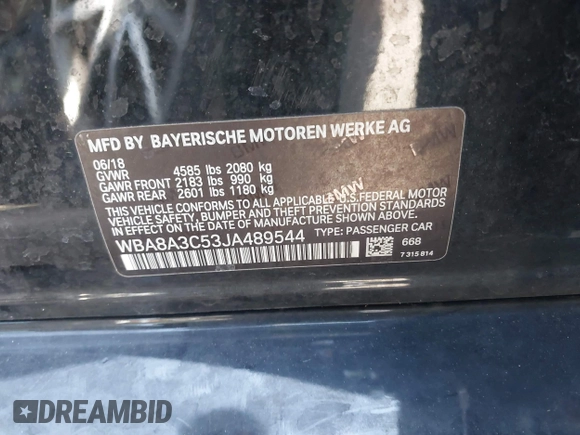 MFD BY BAYERISCHE MOTOREN WERKE AG
06/18
GVWR 4585 lbs 2080 kg
GAWR FRONT 2183 lbs 990 kg
GAWR REAR 2601 lbs 1180 kg
THIS VEHICLE CONFORMS TO ALL APPLICABLE U.S. FEDERAL MOTOR
VEHICLE SAFETY, BUMPER, AND THEFT PREVENTION STANDARDS
IN EFFECT ON THE DATE OF MANUFACTURE SHOWN ABOVE.
WBA8A3C53JA489544 TYPE: PASSENGER CAR
668
7 315 814
BMW
DREAMBID